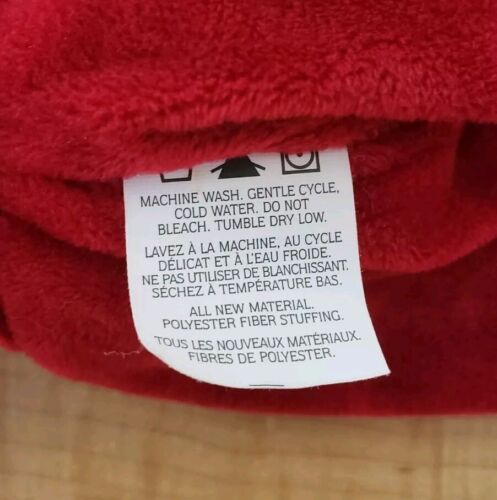 MACHINE WASH. GENTLE CYCLE,
COLD WATER. DO NOT
BLEACH. TUMBLE DRY LOW.
LAVEZ À LA MACHINE, AU CYCLE
DÉLICAT ET À L'EAU FROIDE.
NE PAS UTILISER DE BLANCHISSANT.
SÉCHEZ À TEMPÉRATURE BAS.
ALL NEW MATERIAL.
POLYESTER FIBER STUFFING.
TOUS LES NOUVEAUX MATÉRIAUX.
FIBRES DE POLYESTER.